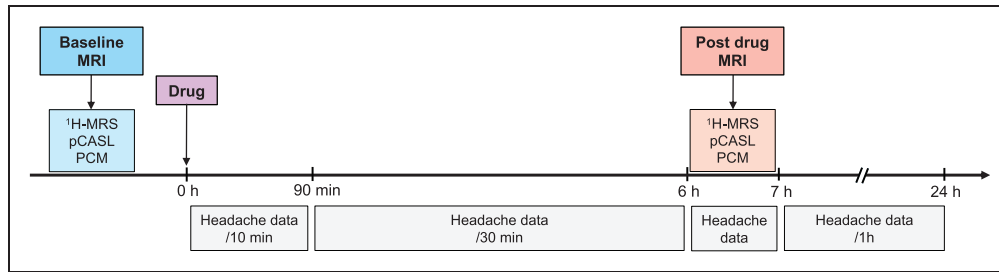 Baseline
MRI
Post drug
MRI
Drug
¹H-MRS
pCASL
PCM
¹H-MRS
pCASL
PCM
0 h
90 min
6 h
7 h
24 h
Headache data
/10 min
Headache data
/30 min
Headache
data
Headache data
/1h